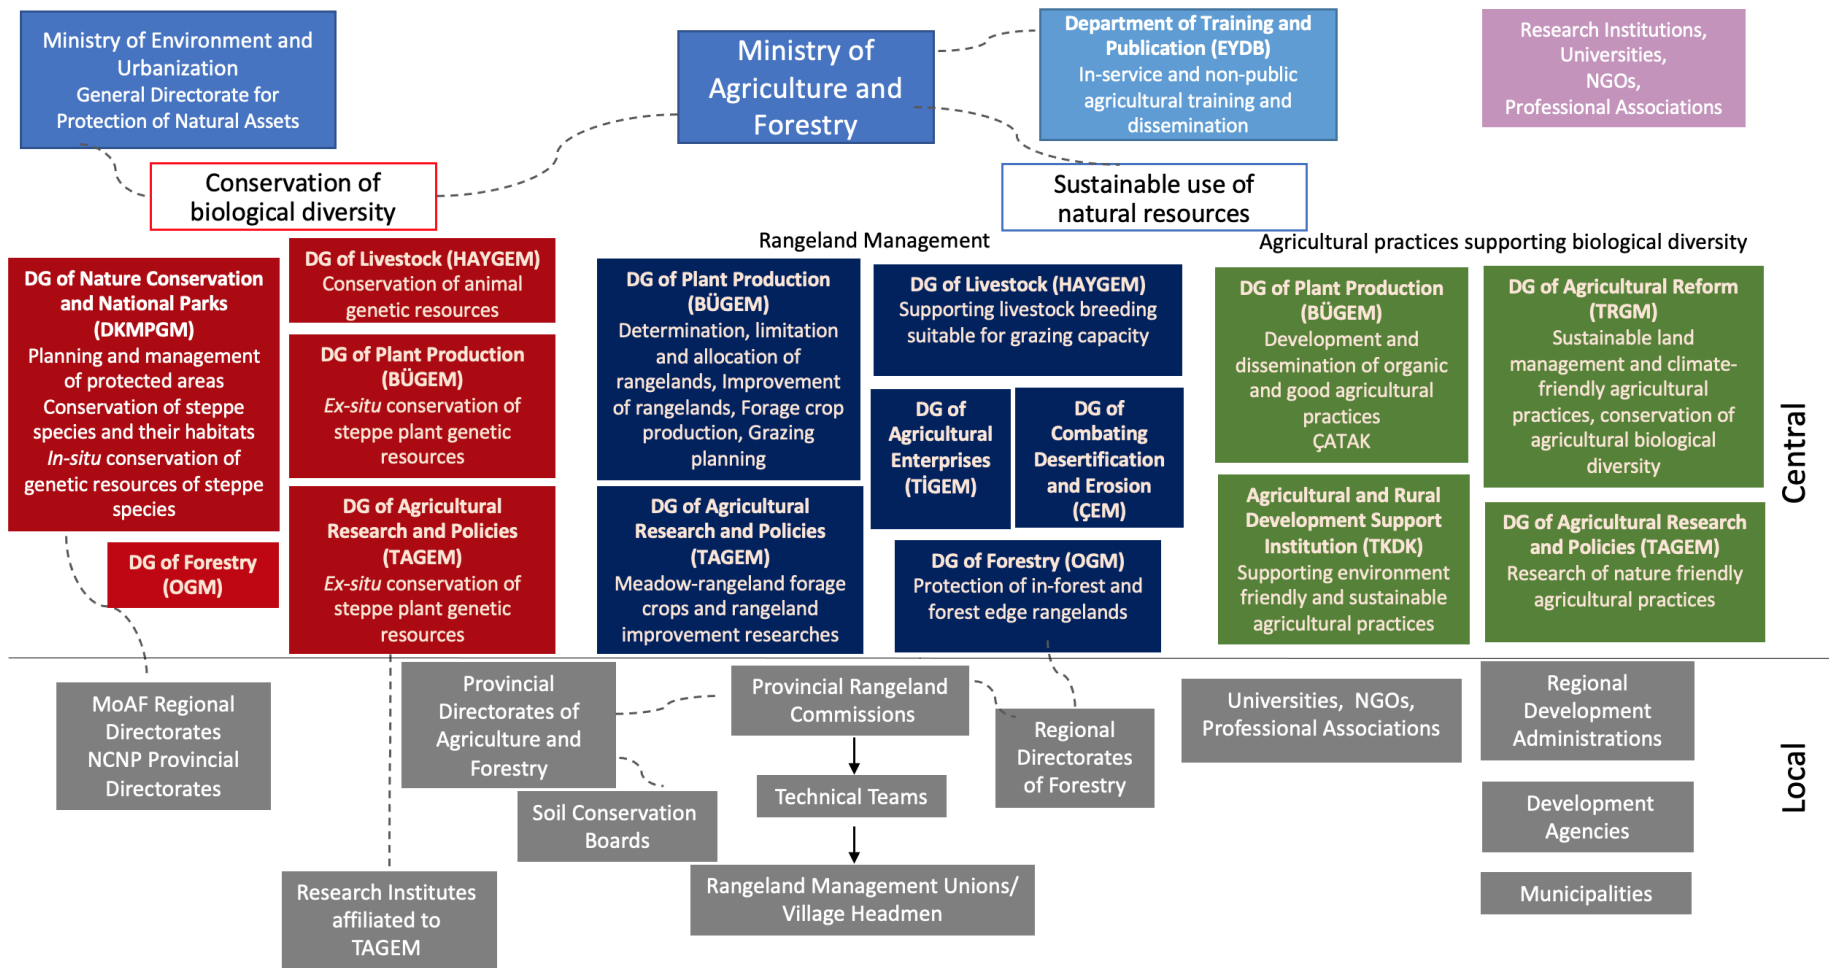 Ministry of Environment and
Urbanization
General Directorate for
Protection of Natural Assets
Ministry of
Agriculture and
Forestry
Department of Training and
Publication (EYDB)
In-service and non-public
agricultural training and
dissemination
Research Institutions,
Universities,
NGOs,
Professional Associations
Conservation of
biological diversity
Sustainable use of
natural resources
Rangeland Management
Agricultural practices supporting biological diversity
DG of Nature Conservation
and National Parks
(DKMPGM)
Planning and management
of protected areas
Conservation of steppe
species and their habitats
In-situ conservation of
genetic resources of steppe
species
DG of Forestry
(OGM)
DG of Livestock (HAYGEM)
Conservation of animal
genetic resources
DG of Plant Production
(BÜGEM)
Ex-situ conservation of
steppe plant genetic
resources
DG of Agricultural
Research and Policies
(TAGEM)
Ex-situ conservation of
steppe plant genetic
resources
DG of Plant Production
(BÜGEM)
Determination, limitation
and allocation of
rangelands, Improvement
of rangelands, Forage crop
production, Grazing
planning
DG of Agricultural
Research and Policies
(TAGEM)
Meadow-rangeland forage
crops and rangeland
improvement researches
DG of Livestock (HAYGEM)
Supporting livestock breeding
suitable for grazing capacity
DG of
Agricultural
Enterprises
(TİGEM)
DG of
Combating
Desertification
and Erosion
(ÇEM)
DG of Forestry (OGM)
Protection of in-forest and
forest edge rangelands
DG of Plant Production
(BÜGEM)
Development and
dissemination of organic
and good agricultural
practices
ÇATAK
Agricultural and Rural
Development Support
Institution (TKDK)
Supporting environment
friendly and sustainable
agricultural practices
DG of Agricultural Reform
(TRGM)
Sustainable land
management and climate-
friendly agricultural
practices, conservation of
agricultural biological
diversity
DG of Agricultural Research
and Policies (TAGEM)
Research of nature friendly
agricultural practices
Central
MoAF Regional
Directorates
NCNP Provincial
Directorates
Research Institutes
affiliated to
TAGEM
Provincial
Directorates of
Agriculture and
Forestry
Soil Conservation
Boards
Provincial Rangeland
Commissions
Technical Teams
Rangeland Management Unions/
Village Headmen
Regional
Directorates
of Forestry
Universities, NGOs,
Professional Associations
Regional
Development
Administrations
Development
Agencies
Municipalities
Local